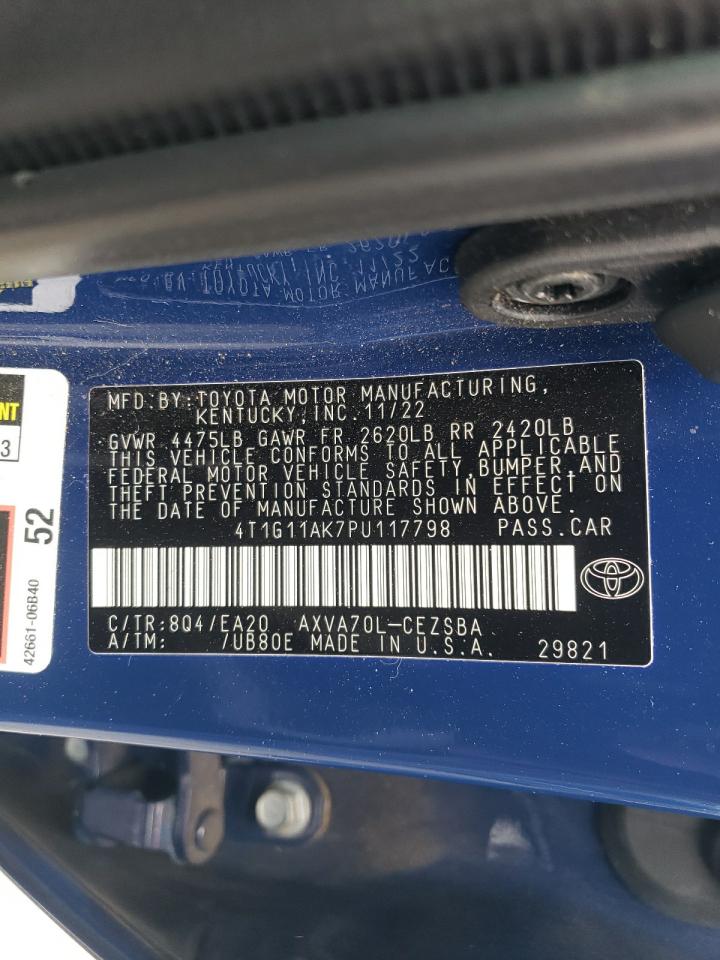 MFD.BY:TOYOTA MOTOR MANUFACTURING,
KENTUCKY,INC.11/22
GVWR 4475LB GAWR FR 2620LB RR 2420LB
THIS VEHICLE CONFORMS TO ALL APPLICABLE
FEDERAL MOTOR VEHICLE SAFETY,BUMPER,AND
THEFT PREVENTION STANDARDS IN EFFECT ON
THE DATE OF MANUFACTURE SHOWN ABOVE.
4T1G11AK7PU117798 PASS.CAR
C/TR:8Q4/EA20 AXVA70L-CEZSBA
A/TM: 7UB80E MADE IN U.S.A. 29821
52
42661-06B40
3